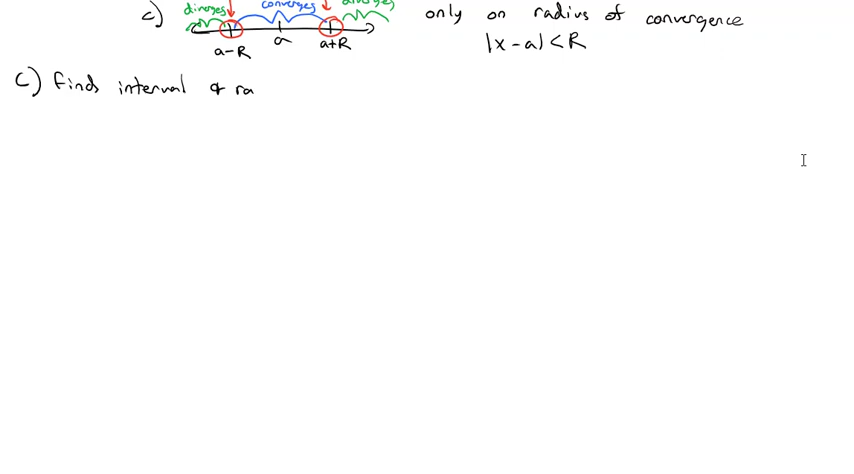 diverges converges diverges
c) only on radius of convergence
a-R a a+R |x-a|<R
C) Finds interval & ra